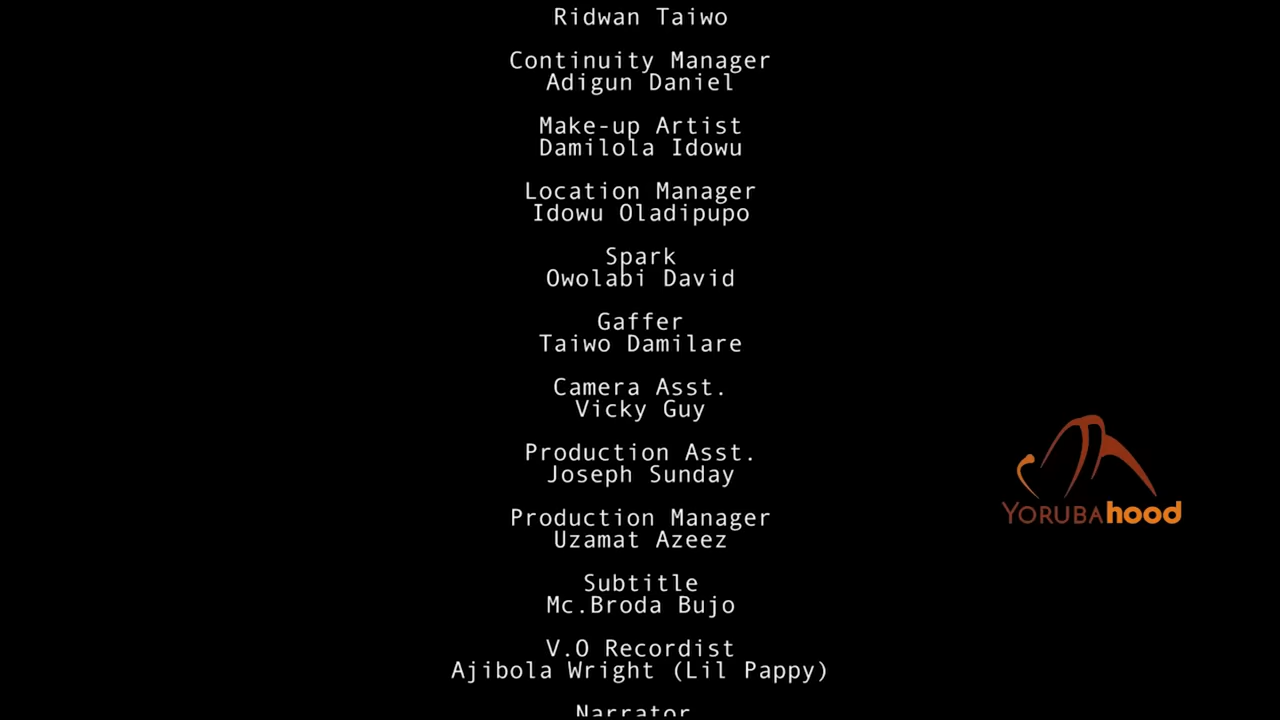 Ridwan Taiwo
Continuity Manager
Adigun Daniel
Make-up Artist
Damilola Idowu
Location Manager
Idowu Oladipupo
Spark
Owolabi David
Gaffer
Taiwo Damilare
Camera Asst.
Vicky Guy
Production Asst.
Joseph Sunday
Production Manager
Uzamat Azeez
Subtitle
Mc.Broda Bujo
V.O Recordist
Ajibola Wright (Lil Pappy)
Narrator
YORUBAhood